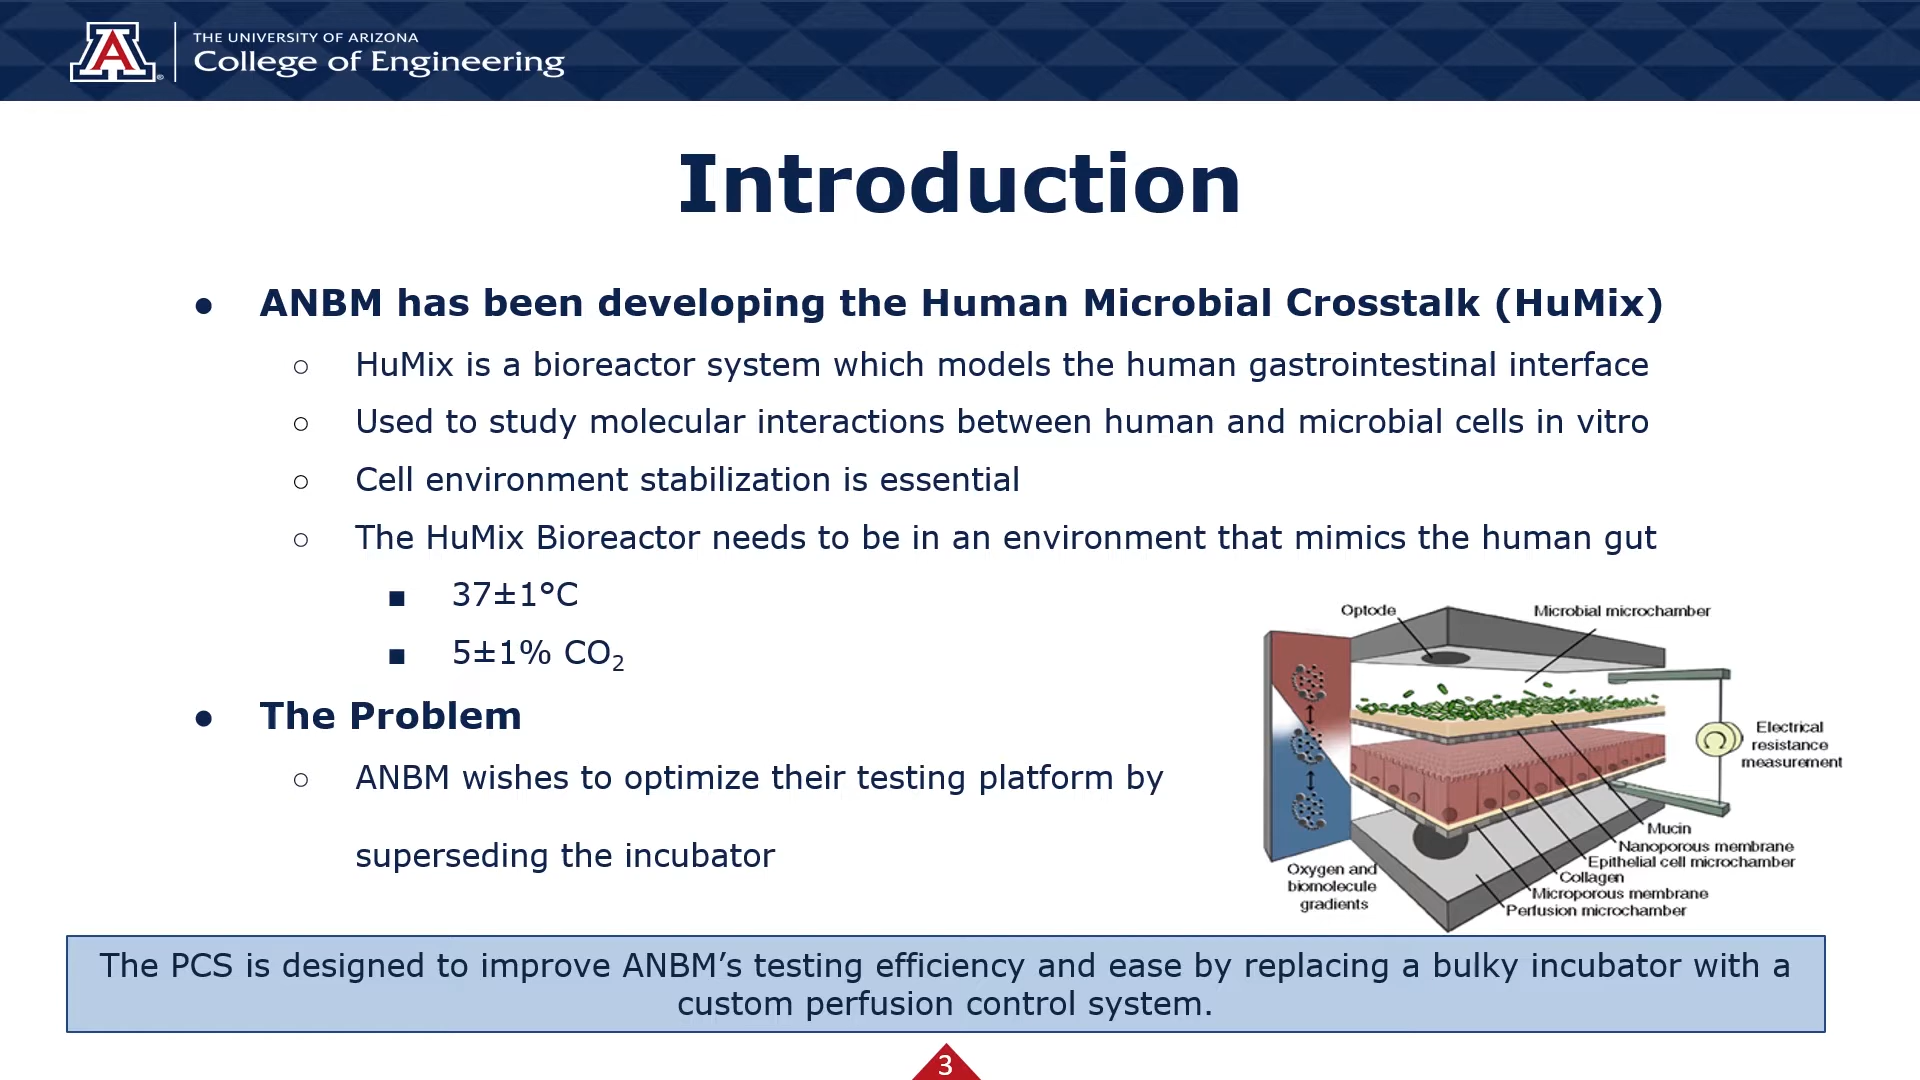 THE UNIVERSITY OF ARIZONA
College of Engineering
Introduction
● ANBM has been developing the Human Microbial Crosstalk (HuMix)
○ HuMix is a bioreactor system which models the human gastrointestinal interface
○ Used to study molecular interactions between human and microbial cells in vitro
○ Cell environment stabilization is essential
○ The HuMix Bioreactor needs to be in an environment that mimics the human gut
■ 37±1°C
■ 5±1% CO₂
● The Problem
○ ANBM wishes to optimize their testing platform by
superseding the incubator
Optode
Microbial microchamber
Electrical
resistance
measurement
Mucin
Nanoporous membrane
Epithelial cell microchamber
Collagen
Microporous membrane
Perfusion microchamber
Oxygen and
biomolecule
gradients
The PCS is designed to improve ANBM’s testing efficiency and ease by replacing a bulky incubator with a
custom perfusion control system.
3